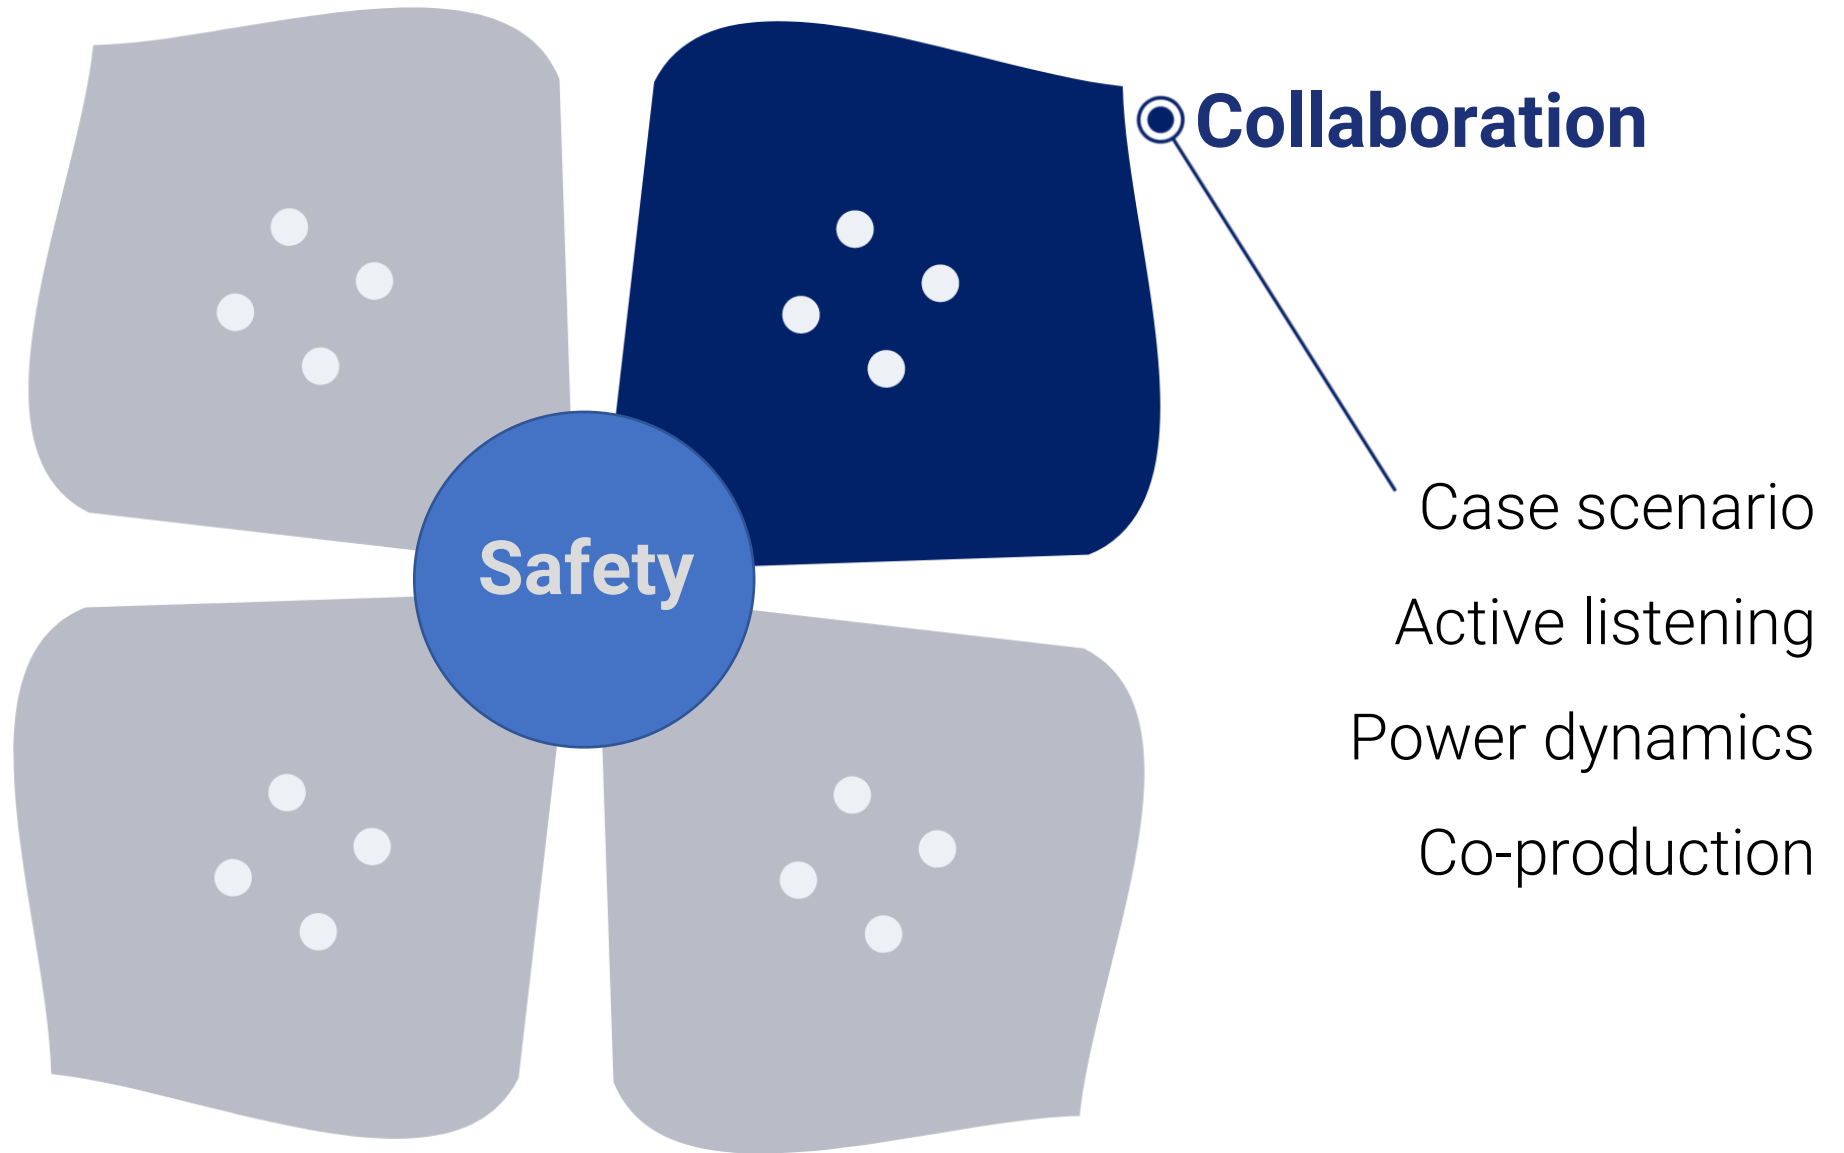 Collaboration
Safety
Case scenario
Active listening
Power dynamics
Co-production